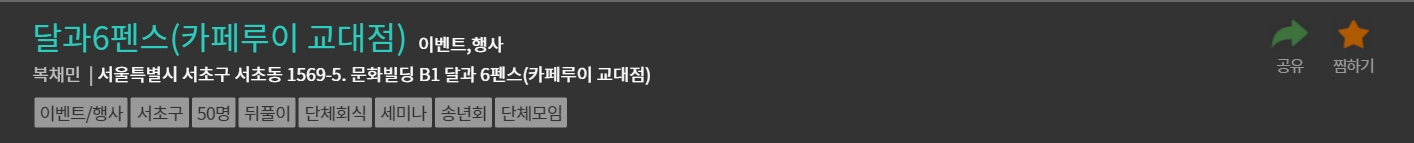 달과6펜스(카페루이 교대점) 이벤트,행사
복채민 | 서울특별시 서초구 서초동 1569-5. 문화빌딩 B1 달과 6펜스(카페루이 교대점)
이벤트/행사 서초구 50명 뒤풀이 단체회식 세미나 송년회 단체모임
공유 찜하기